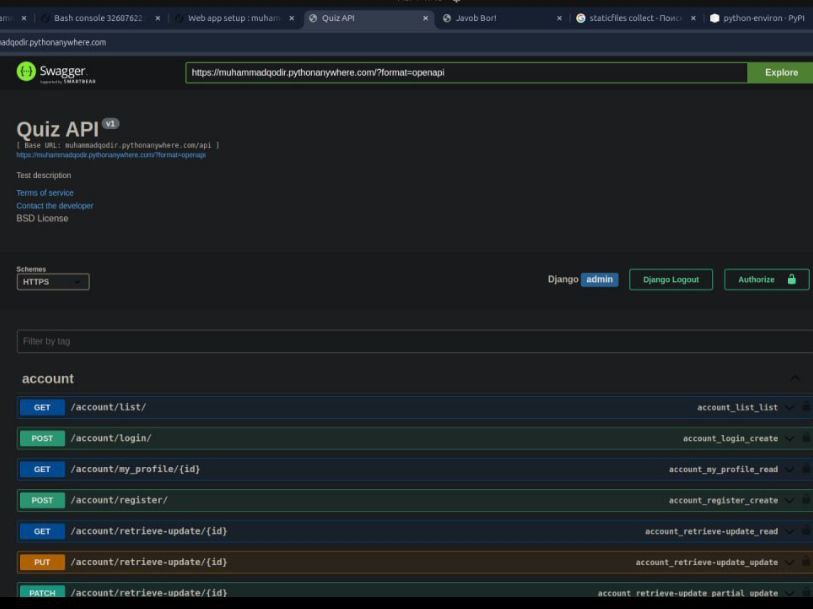 Bash console 32607622
Web app setup : muham
Quiz API
Javob Bor!
staticfiles collect - Поиск
python-environ · PyPI
adqodir.pythonanywhere.com
Swagger
Supported by SMARTBEAR
https://muhammadqodir.pythonanywhere.com/?format=openapi
Explore
Quiz API v1
[ Base URL: muhammadqodir.pythonanywhere.com/api ]
https://muhammadqodir.pythonanywhere.com/?format=openapi
Test description
Terms of service
Contact the developer
BSD License
Schemes
HTTPS
Django admin
Django Logout
Authorize
Filter by tag
account
GET /account/list/ account_list_list
POST /account/login/ account_login_create
GET /account/my_profile/{id} account_my_profile_read
POST /account/register/ account_register_create
GET /account/retrieve-update/{id} account_retrieve-update_read
PUT /account/retrieve-update/{id} account_retrieve-update_update
PATCH /account/retrieve-update/{id} account_retrieve-update_partial_update